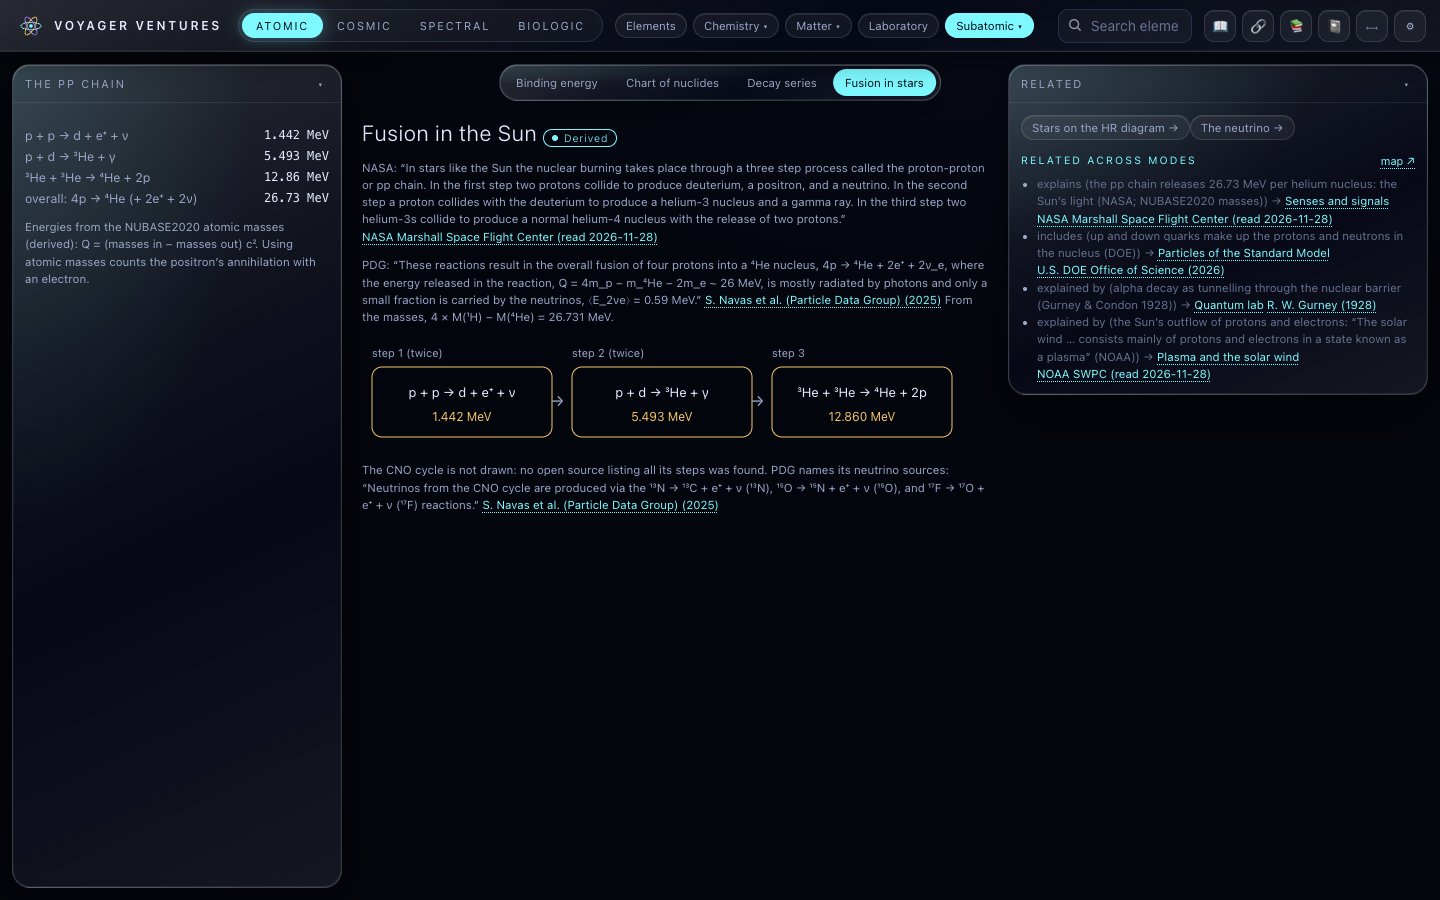 VOYAGER VENTURES
ATOMIC
COSMIC
SPECTRAL
BIOLOGIC
Elements
Chemistry
Matter
Laboratory
Subatomic
Search eleme
THE PP CHAIN
p + p → d + e⁺ + ν 1.442 MeV
p + d → ³He + γ 5.493 MeV
³He + ³He → ⁴He + 2p 12.86 MeV
overall: 4p → ⁴He (+ 2e⁺ + 2ν) 26.73 MeV
Energies from the NUBASE2020 atomic masses
(derived): Q = (masses in − masses out) c². Using
atomic masses counts the positron’s annihilation with
an electron.
Binding energy
Chart of nuclides
Decay series
Fusion in stars
Fusion in the Sun
Derived
NASA: “In stars like the Sun the nuclear burning takes place through a three step process called the proton-proton
or pp chain. In the first step two protons collide to produce deuterium, a positron, and a neutrino. In the second
step a proton collides with the deuterium to produce a helium-3 nucleus and a gamma ray. In the third step two
helium-3s collide to produce a normal helium-4 nucleus with the release of two protons.”
NASA Marshall Space Flight Center (read 2026-11-28)
PDG: “These reactions result in the overall fusion of four protons into a ⁴He nucleus, 4p → ⁴He + 2e⁺ + 2ν_e, where
the energy released in the reaction, Q = 4m_p − m_⁴He − 2m_e ~ 26 MeV, is mostly radiated by photons and only a
small fraction is carried by the neutrinos, ⟨E_2νe⟩ = 0.59 MeV.” S. Navas et al. (Particle Data Group) (2025) From
the masses, 4 × M(¹H) − M(⁴He) = 26.731 MeV.
step 1 (twice)
p + p → d + e⁺ + ν
1.442 MeV
→
step 2 (twice)
p + d → ³He + γ
5.493 MeV
→
step 3
³He + ³He → ⁴He + 2p
12.860 MeV
The CNO cycle is not drawn: no open source listing all its steps was found. PDG names its neutrino sources:
“Neutrinos from the CNO cycle are produced via the ¹³N → ¹³C + e⁺ + ν (¹³N), ¹⁵O → ¹⁵N + e⁺ + ν (¹⁵O), and ¹⁷F → ¹⁷O +
e⁺ + ν (¹⁷F) reactions.” S. Navas et al. (Particle Data Group) (2025)
RELATED
Stars on the HR diagram →
The neutrino →
RELATED ACROSS MODES
map ↗
• explains (the pp chain releases 26.73 MeV per helium nucleus: the
Sun’s light (NASA; NUBASE2020 masses)) → Senses and signals
NASA Marshall Space Flight Center (read 2026-11-28)
• includes (up and down quarks make up the protons and neutrons in
the nucleus (DOE)) → Particles of the Standard Model
U.S. DOE Office of Science (2026)
• explained by (alpha decay as tunnelling through the nuclear barrier
(Gurney & Condon 1928)) → Quantum lab R. W. Gurney (1928)
• explained by (the Sun’s outflow of protons and electrons: “The solar
wind … consists mainly of protons and electrons in a state known as
a plasma” (NOAA)) → Plasma and the solar wind
NOAA SWPC (read 2026-11-28)